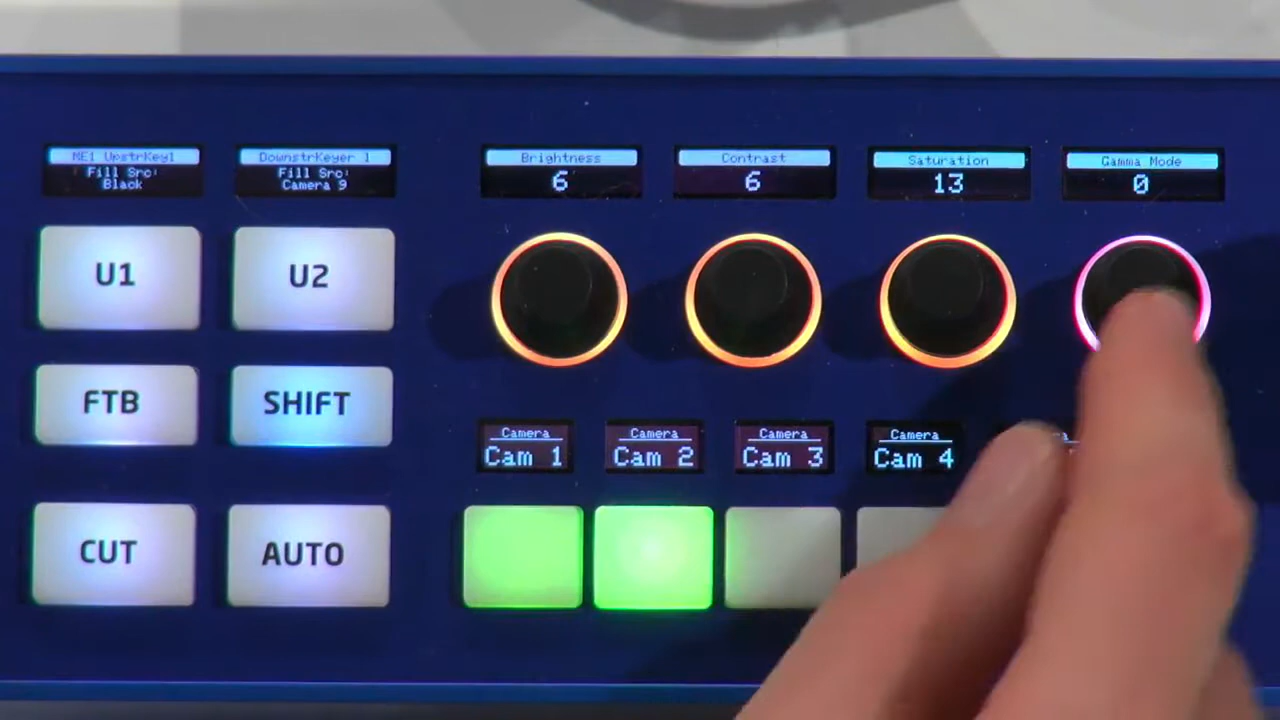 ME1 UpstrKey1
Fill Src:
Black
DownstrKeyer 1
Fill Src:
Camera 9
Brightness
6
Contrast
6
Saturation
13
Gamma Mode
0
U1
U2
FTB
SHIFT
Camera
Cam 1
Camera
Cam 2
Camera
Cam 3
Camera
Cam 4
CUT
AUTO